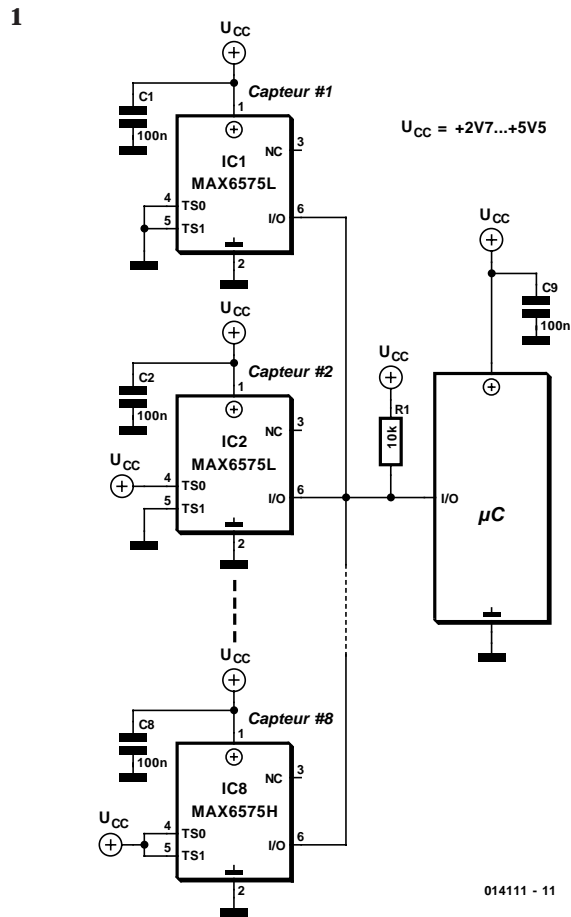 1
UCC
C1
100n
Capteur #1
1
IC1
MAX6575L
NC
3
4
TS0
5
TS1
I/O
6
2
UCC = +2V7...+5V5
UCC
C9
100n
UCC
R1
10k
I/O
µC
UCC
C2
100n
Capteur #2
1
IC2
MAX6575L
NC
3
UCC
4
TS0
5
TS1
I/O
6
2
UCC
C8
100n
Capteur #8
1
IC8
MAX6575H
NC
3
UCC
4
TS0
5
TS1
I/O
6
2
014111 - 11